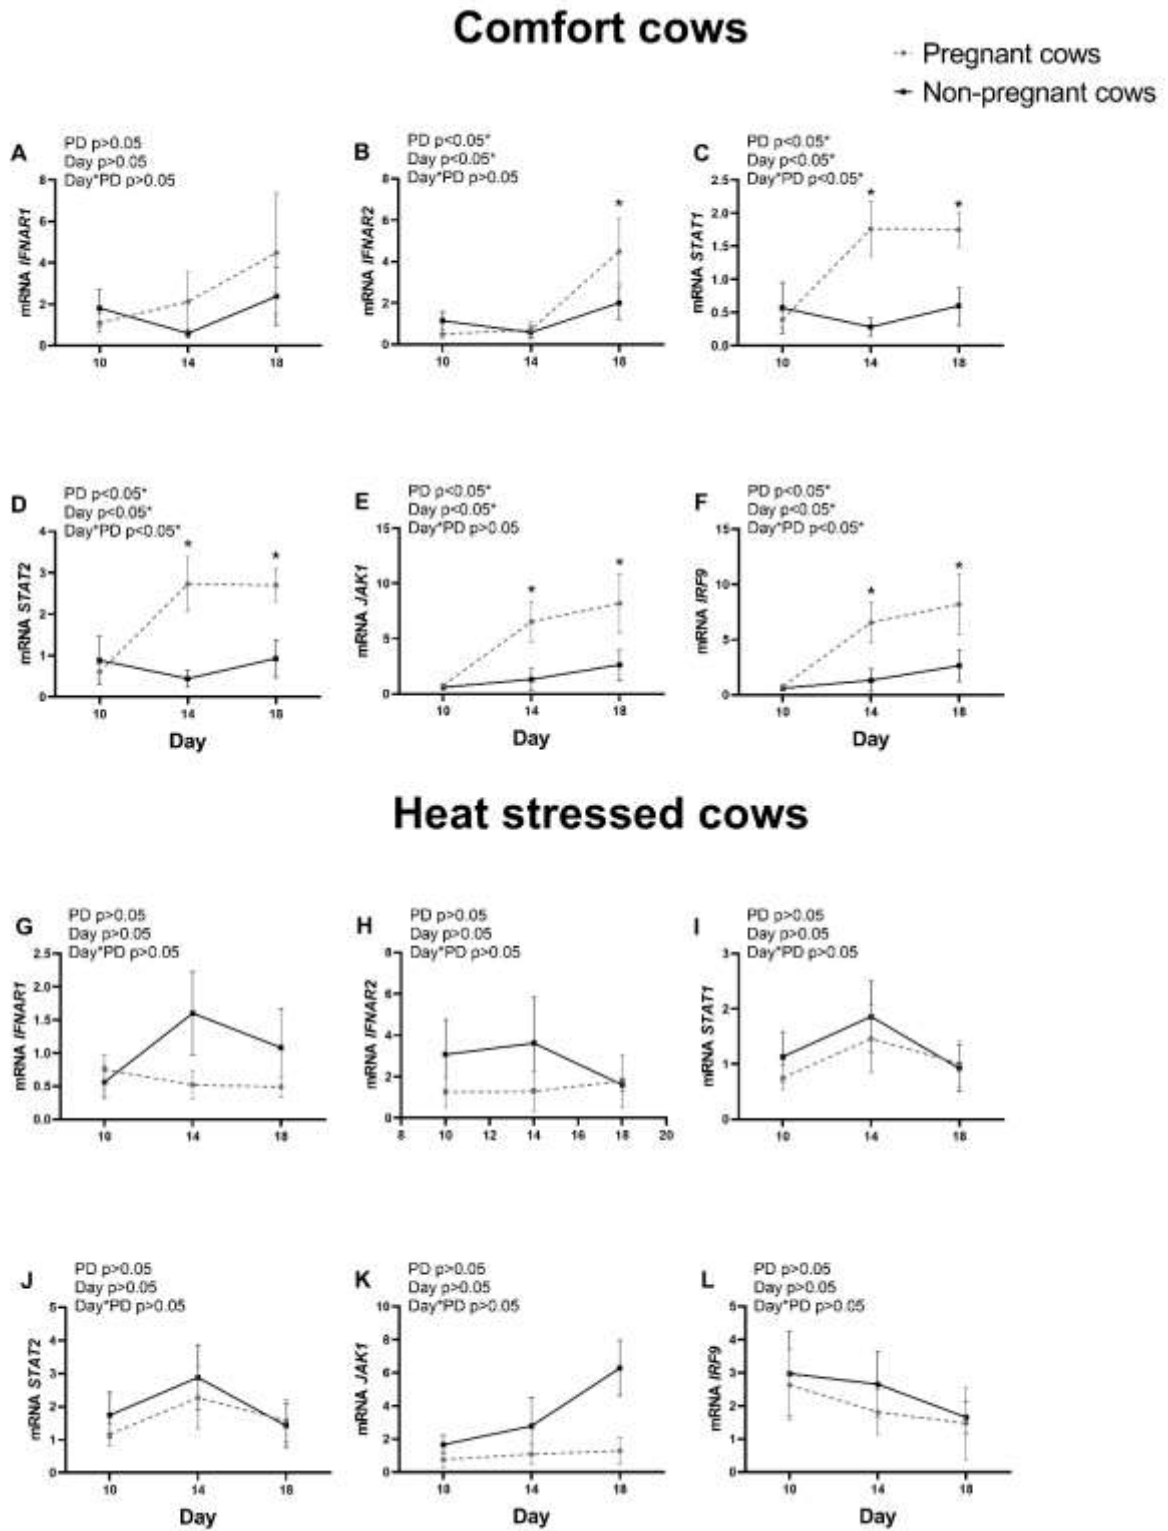 Comfort cows
Pregnant cows
Non-pregnant cows
A
PD p>0.05
Day p>0.05
Day*PD p>0.05
mRNA IFNAR1
8
6
4
2
0
10 14 18
B
PD p<0.05*
Day p<0.05*
Day*PD p>0.05
mRNA IFNAR2
8
6
4
2
0
*
10 14 18
C
PD p<0.05*
Day p<0.05*
Day*PD p<0.05*
mRNA STAT1
2.5
2.0
1.5
1.0
0.5
0.0
* *
10 14 18
D
PD p<0.05*
Day p<0.05*
Day*PD p<0.05*
mRNA STAT2
4
3
2
1
0
* *
10 14 18
Day
E
PD p<0.05*
Day p<0.05*
Day*PD p>0.05
mRNA JAK1
15
10
5
0
* *
10 14 18
Day
F
PD p<0.05*
Day p<0.05*
Day*PD p<0.05*
mRNA IRF9
15
10
5
0
* *
10 14 18
Day
Heat stressed cows
G
PD p>0.05
Day p>0.05
Day*PD p>0.05
mRNA IFNAR1
2.5
2.0
1.5
1.0
0.5
0.0
10 14 18
H
PD p>0.05
Day p>0.05
Day*PD p>0.05
mRNA IFNAR2
8
6
4
2
0
8 10 12 14 16 18 20
I
PD p>0.05
Day p>0.05
Day*PD p>0.05
mRNA STAT1
3
2
1
0
10 14 18
J
PD p>0.05
Day p>0.05
Day*PD p>0.05
mRNA STAT2
5
4
3
2
1
0
10 14 18
Day
K
PD p>0.05
Day p>0.05
Day*PD p>0.05
mRNA JAK1
10
8
6
4
2
0
10 14 18
Day
L
PD p>0.05
Day p>0.05
Day*PD p>0.05
mRNA IRF9
5
4
3
2
1
0
10 14 18
Day